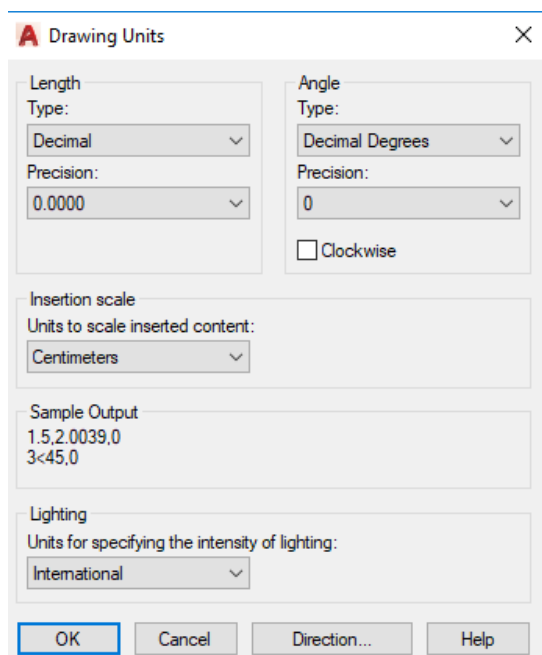 Drawing Units
Length
Type:
Decimal
Precision:
0.0000
Angle
Type:
Decimal Degrees
Precision:
0
Clockwise
Insertion scale
Units to scale inserted content:
Centimeters
Sample Output
1.5,2.0039,0
3<45,0
Lighting
Units for specifying the intensity of lighting:
International
OK
Cancel
Direction...
Help